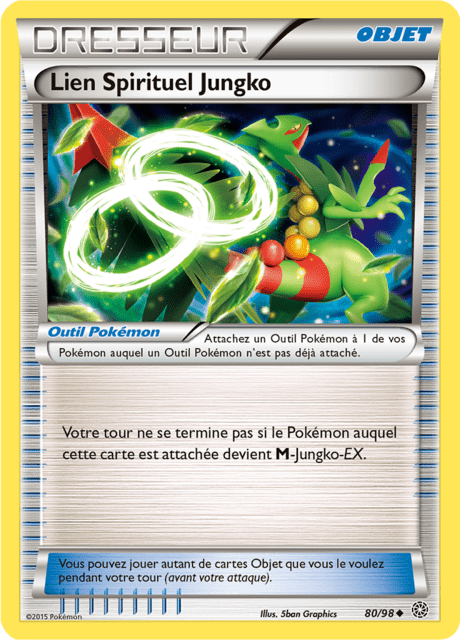 DRESSEUR
OBJET
Lien Spirituel Jungko
Outil Pokémon
Attachez un Outil Pokémon à 1 de vos
Pokémon auquel un Outil Pokémon n'est pas déjà attaché.
Votre tour ne se termine pas si le Pokémon auquel
cette carte est attachée devient M-Jungko-EX.
Vous pouvez jouer autant de cartes Objet que vous le voulez
pendant votre tour (avant votre attaque).
©2015 Pokémon
Illus. 5ban Graphics
80/98